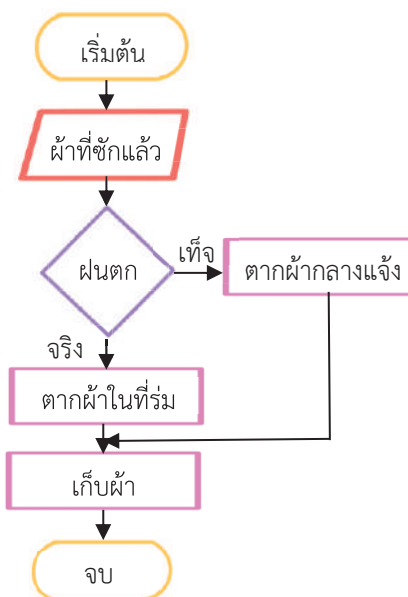 เริ่มต้น
ผ้าที่ซักแล้ว
ฝนตก
เท็จ
ตากผ้ากลางแจ้ง
จริง
ตากผ้าในที่ร่ม
เก็บผ้า
จบ